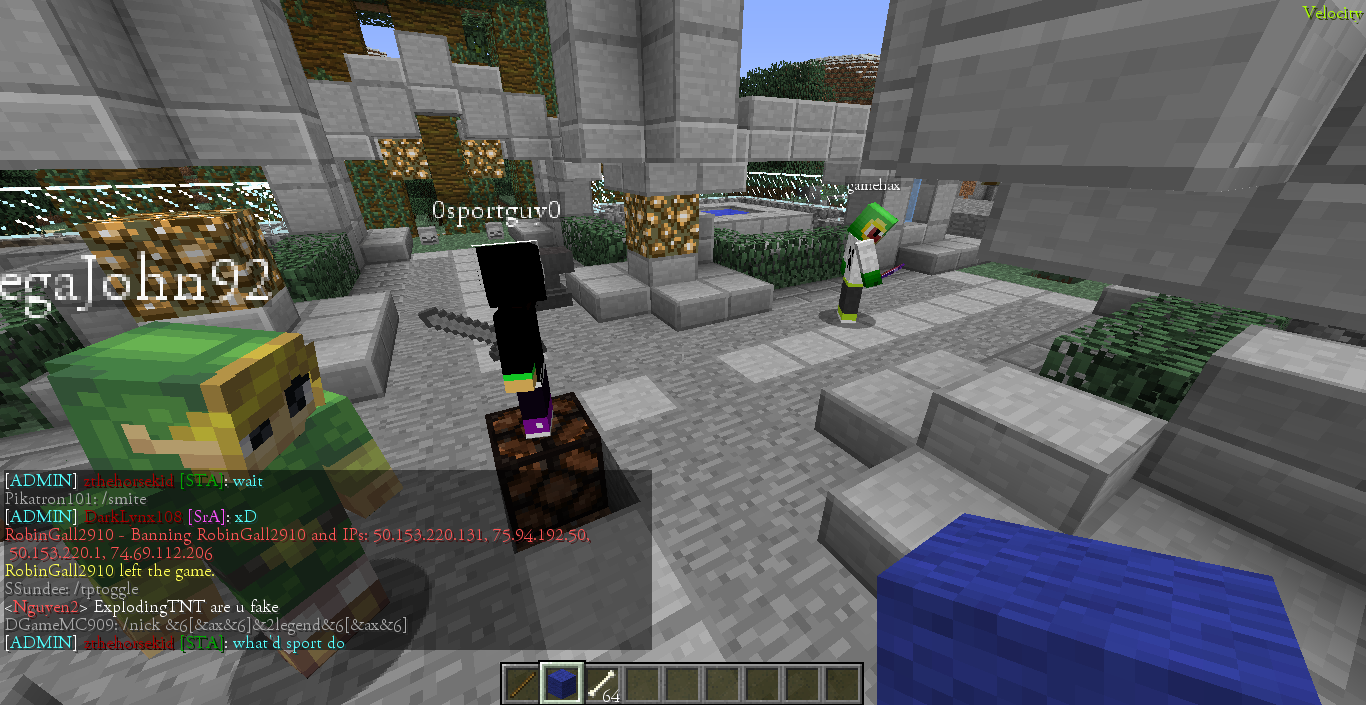 Velocity
gamehax
0sportguy0
egaJohn92
[ADMIN] zthehorsekid [STA]: wait
Pikatron101: /smite
[ADMIN] DarkLynx108 [SrA]: xD
RobinGall2910 - Banning RobinGall2910 and IPs: 50.153.220.131, 75.94.192.50,
50.153.220.1, 74.69.112.206
RobinGall2910 left the game.
SSundee: /tptoggle
<Nguyen2> ExplodingTNT are u fake
DGameMC909: /nick &6[&ax&6]&2legend&6[&ax&6]
[ADMIN] zthehorsekid [STA]: what'd sport do
64